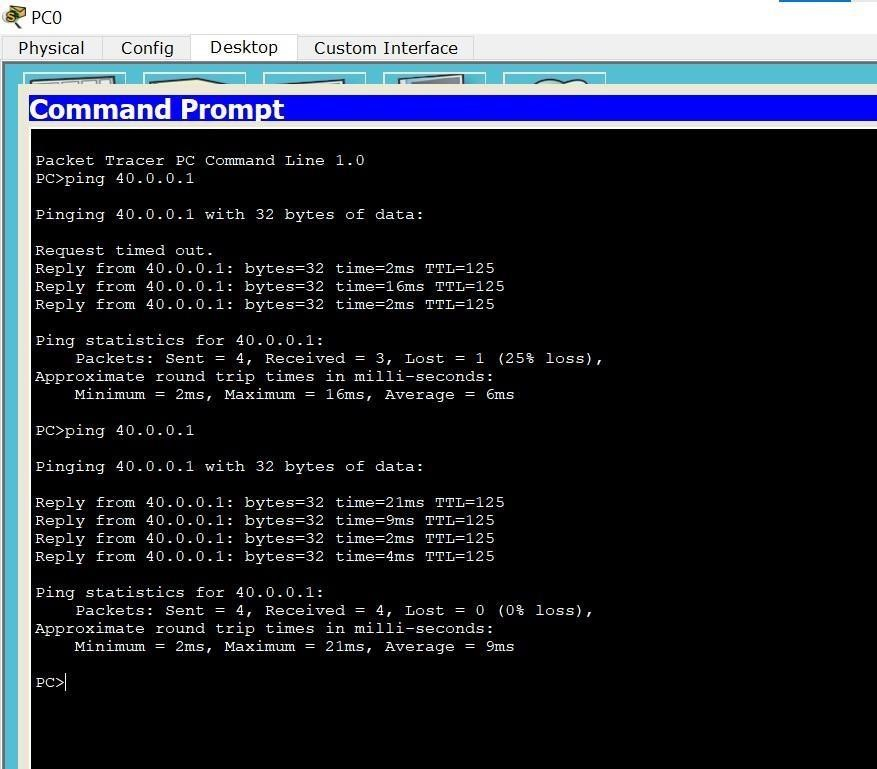 PC0
Physical Config Desktop Custom Interface
Command Prompt
Packet Tracer PC Command Line 1.0
PC>ping 40.0.0.1
Pinging 40.0.0.1 with 32 bytes of data:
Request timed out.
Reply from 40.0.0.1: bytes=32 time=2ms TTL=125
Reply from 40.0.0.1: bytes=32 time=16ms TTL=125
Reply from 40.0.0.1: bytes=32 time=2ms TTL=125
Ping statistics for 40.0.0.1:
    Packets: Sent = 4, Received = 3, Lost = 1 (25% loss),
Approximate round trip times in milli-seconds:
    Minimum = 2ms, Maximum = 16ms, Average = 6ms
PC>ping 40.0.0.1
Pinging 40.0.0.1 with 32 bytes of data:
Reply from 40.0.0.1: bytes=32 time=21ms TTL=125
Reply from 40.0.0.1: bytes=32 time=9ms TTL=125
Reply from 40.0.0.1: bytes=32 time=2ms TTL=125
Reply from 40.0.0.1: bytes=32 time=4ms TTL=125
Ping statistics for 40.0.0.1:
    Packets: Sent = 4, Received = 4, Lost = 0 (0% loss),
Approximate round trip times in milli-seconds:
    Minimum = 2ms, Maximum = 21ms, Average = 9ms
PC>